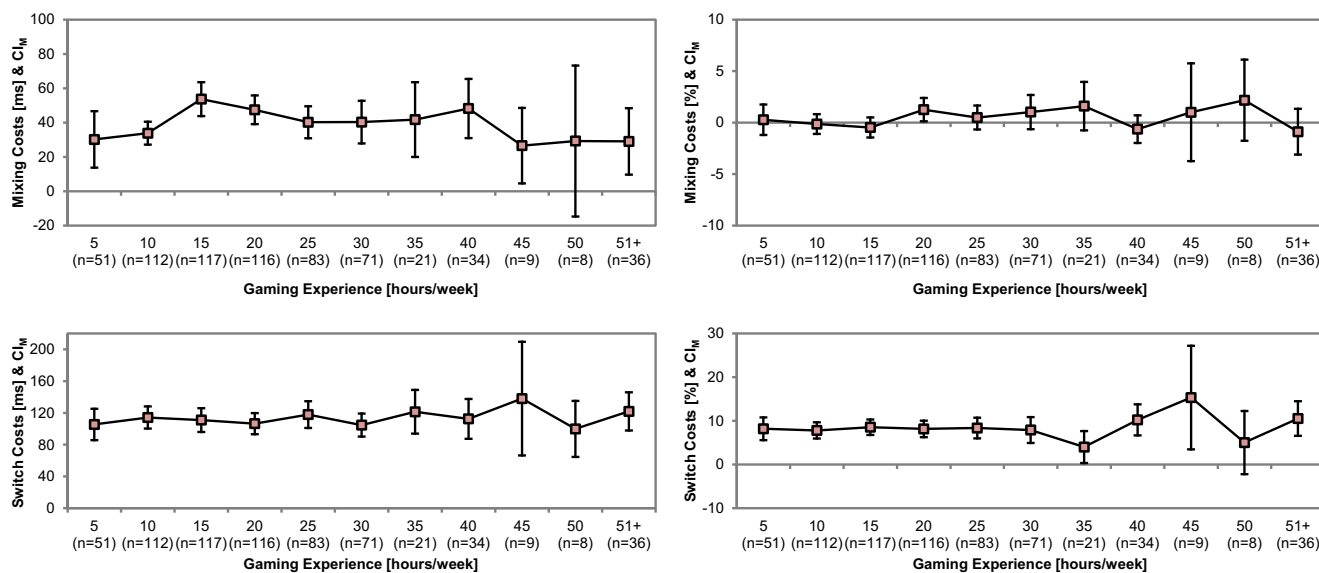 Mixing Costs [ms] & CIM
100
80
60
40
20
0
-20
5 10 15 20 25 30 35 40 45 50 51+
(n=51) (n=112) (n=117) (n=116) (n=83) (n=71) (n=21) (n=34) (n=9) (n=8) (n=36)
Gaming Experience [hours/week]
Mixing Costs [%] & CIM
10
5
0
-5
-10
5 10 15 20 25 30 35 40 45 50 51+
(n=51) (n=112) (n=117) (n=116) (n=83) (n=71) (n=21) (n=34) (n=9) (n=8) (n=36)
Gaming Experience [hours/week]
Switch Costs [ms] & CIM
200
160
120
80
40
0
5 10 15 20 25 30 35 40 45 50 51+
(n=51) (n=112) (n=117) (n=116) (n=83) (n=71) (n=21) (n=34) (n=9) (n=8) (n=36)
Gaming Experience [hours/week]
Switch Costs [%] & CIM
30
20
10
0
-10
5 10 15 20 25 30 35 40 45 50 51+
(n=51) (n=112) (n=117) (n=116) (n=83) (n=71) (n=21) (n=34) (n=9) (n=8) (n=36)
Gaming Experience [hours/week]